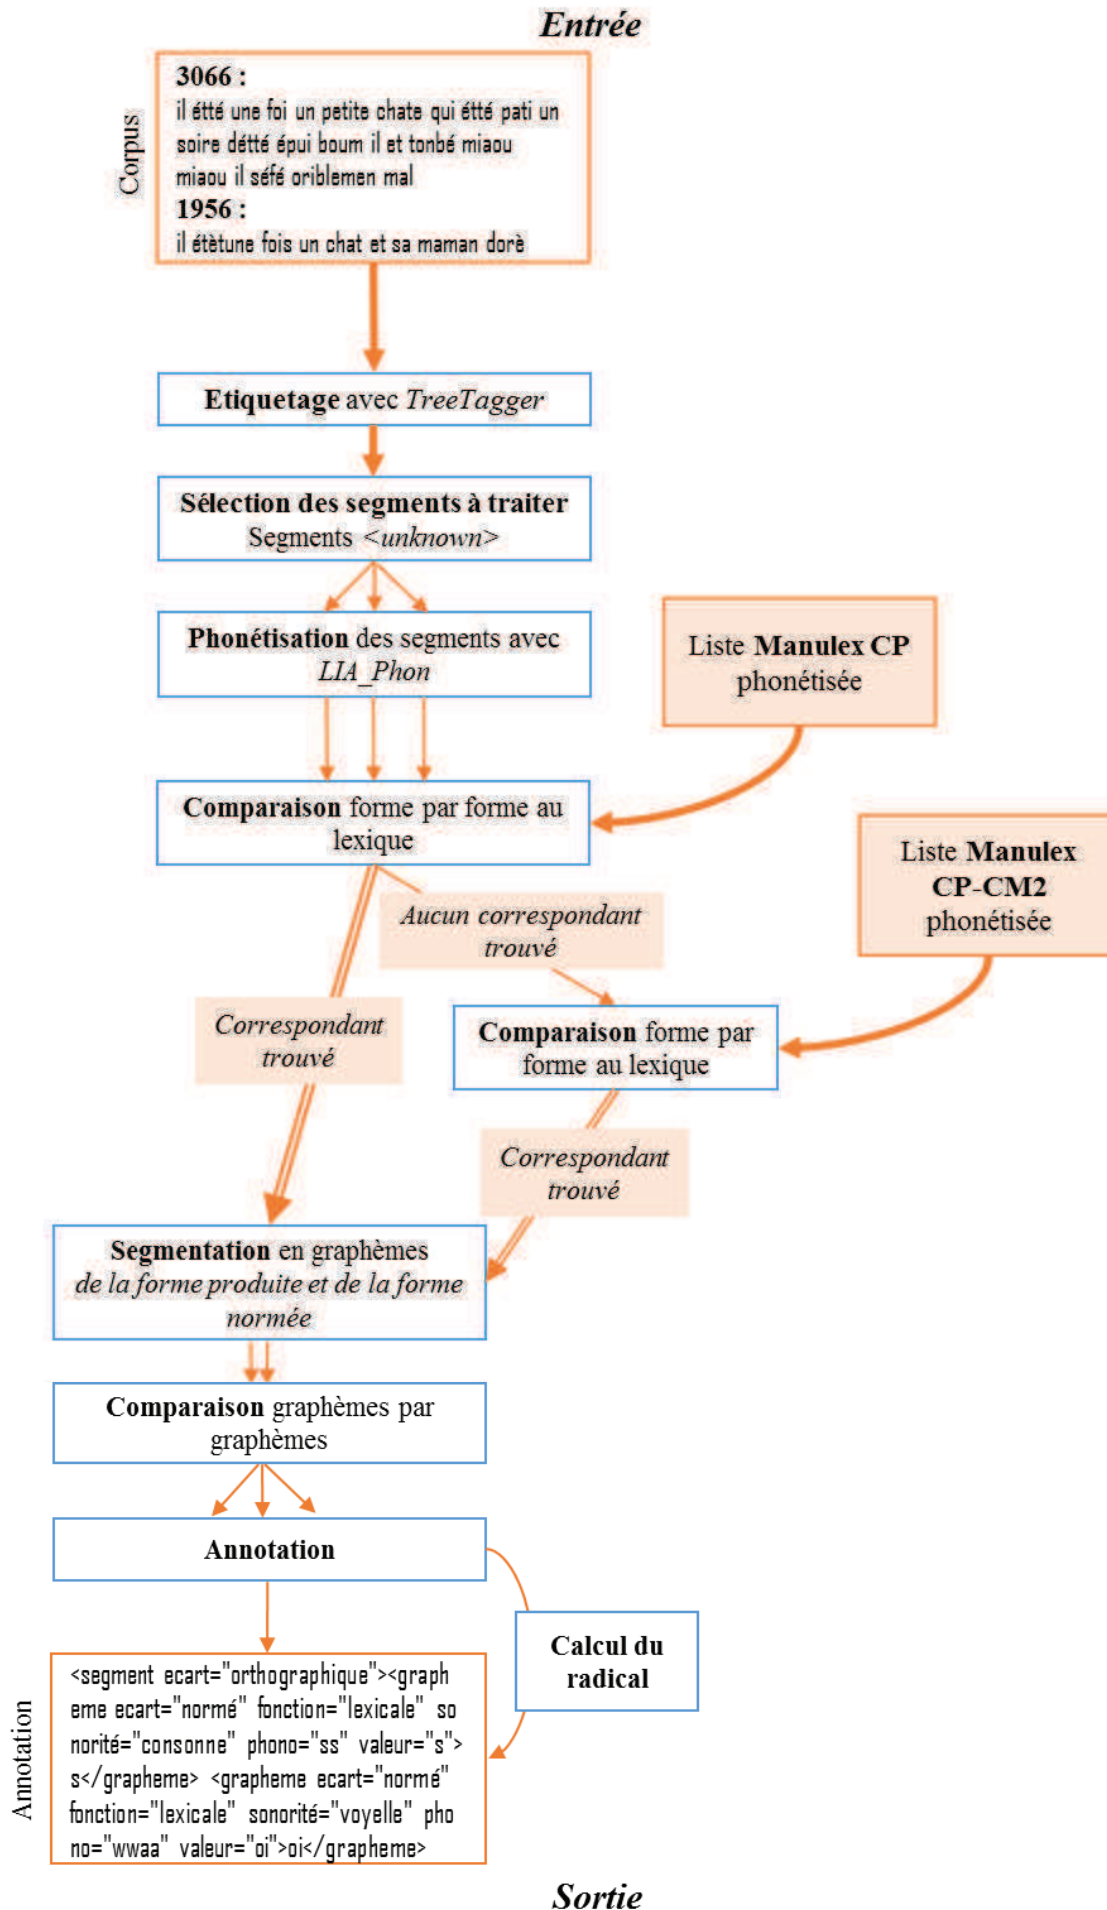 Entrée
Corpus
3066 :
il étté une foi un petite chate qui étté pati un
soire détté épui boum il et tonbé miaou
miaou il séfé oriblemen mal
1956 :
il étètune fois un chat et sa maman dorè
Etiquetage avec TreeTagger
Sélection des segments à traiter
Segments <unknown>
Phonétisation des segments avec
LIA_Phon
Liste Manulex CP
phonétisée
Comparaison forme par forme au
lexique
Liste Manulex
CP-CM2
phonétisée
Aucun correspondant
trouvé
Correspondant
trouvé
Comparaison forme par
forme au lexique
Correspondant
trouvé
Segmentation en graphèmes
de la forme produite et de la forme
normée
Comparaison graphèmes par
graphèmes
Annotation
Calcul du
radical
Annotation
<segment ecart="orthographique"><graph
eme ecart="normé" fonction="lexicale" so
norité="consonne" phono="ss" valeur="s">
s</grapheme> <grapheme ecart="normé"
fonction="lexicale" sonorité="voyelle" pho
no="wwaa" valeur="oi">oi</grapheme>
Sortie